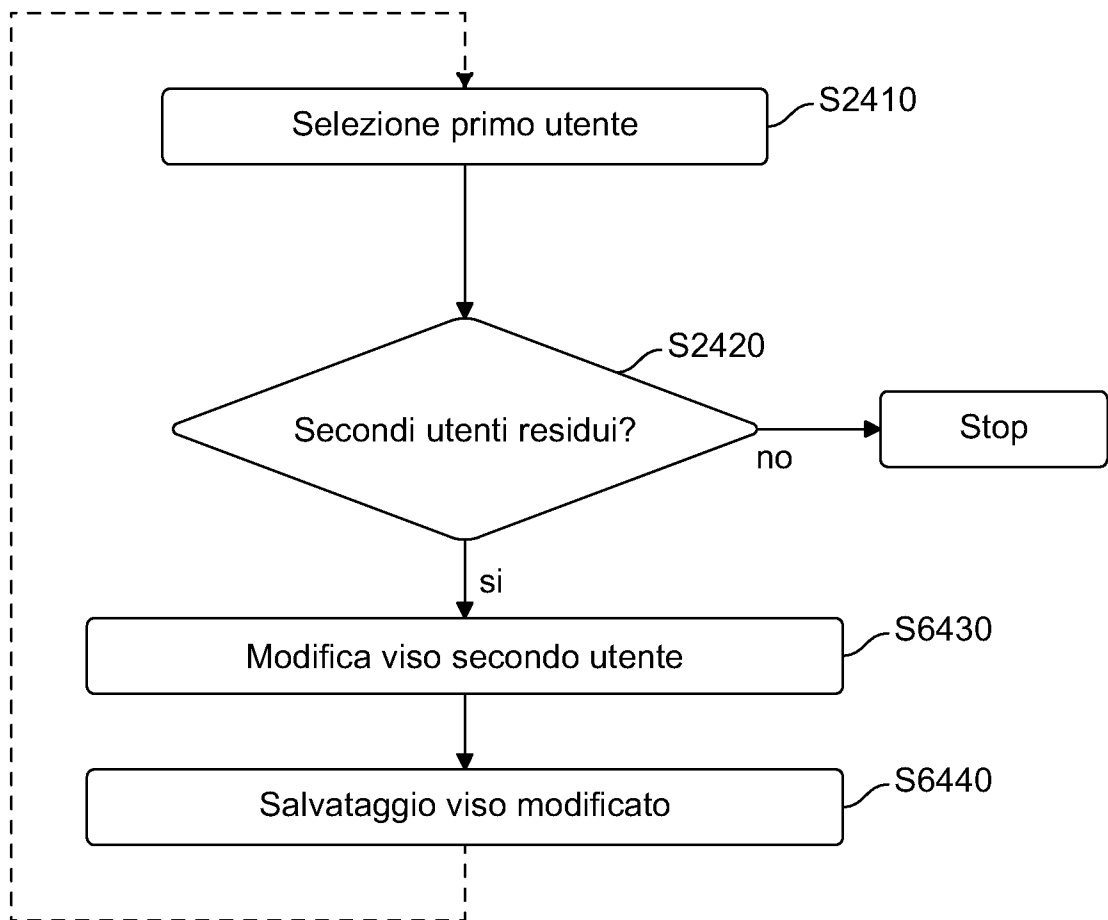 Selezione primo utente
S2410
S2420
Secondi utenti residui?
no
Stop
si
Modifica viso secondo utente
S6430
Salvataggio viso modificato
S6440